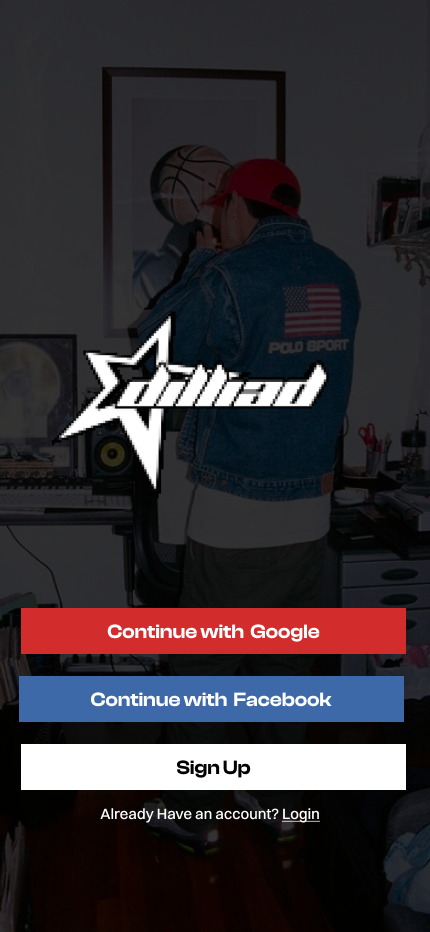 POLO SPORT
dilliad
Continue with Google
Continue with Facebook
Sign Up
Already Have an account? Login